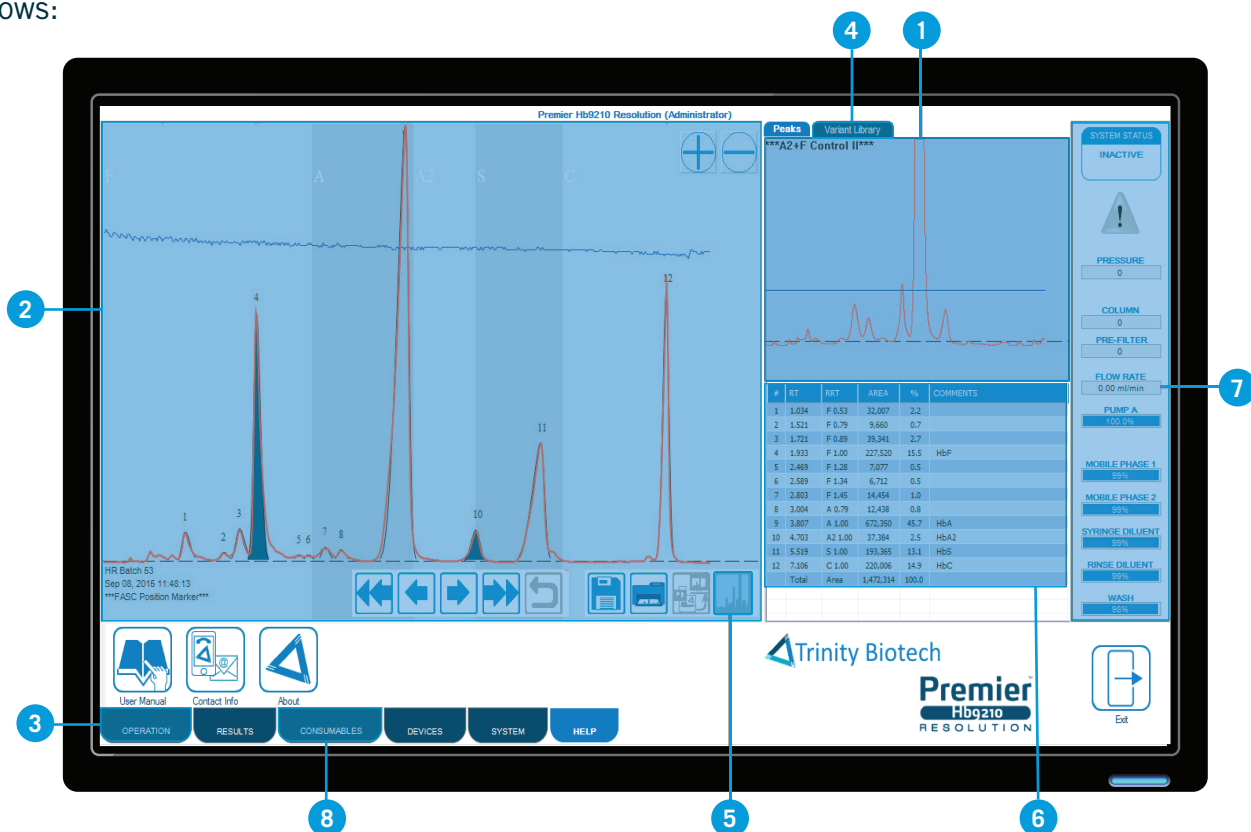 ows:
4
1
Premier Hb9210 Resolution (Administrator)
F A A2 S C
4
12
11
10
1
2
3
5 6
7
8
HR Batch 53
Sep 08, 2015 11:48:13
***FASC Position Marker***
Peaks Variant Library
***A2+F Control II***
# RT RRT AREA % COMMENTS
1 1.034 F 0.53 32,007 2.2
2 1.521 F 0.79 9,660 0.7
3 1.721 F 0.89 39,341 2.7
4 1.933 F 1.00 227,520 15.5 HbF
5 2.469 F 1.28 7,077 0.5
6 2.589 F 1.34 6,712 0.5
7 2.803 F 1.45 14,454 1.0
8 3.004 A 0.79 12,438 0.8
9 3.807 A 1.00 672,350 45.7 HbA
10 4.703 A2 1.00 37,384 2.5 HbA2
11 5.519 S 1.00 193,365 13.1 HbS
12 7.106 C 1.00 220,006 14.9 HbC
Total Area 1,472,314 100.0
SYSTEM STATUS
INACTIVE
PRESSURE
0
COLUMN
0
PRE-FILTER
0
FLOW RATE
0.00 ml/min
PUMP A
100.0%
MOBILE PHASE 1
99%
MOBILE PHASE 2
99%
SYRINGE DILUENT
99%
RINSE DILUENT
99%
WASH
98%
2
7
User Manual
Contact Info
About
Trinity Biotech
Premier
Hb9210
RESOLUTION
Exit
3
OPERATION RESULTS CONSUMABLES DEVICES SYSTEM HELP
8
5
6